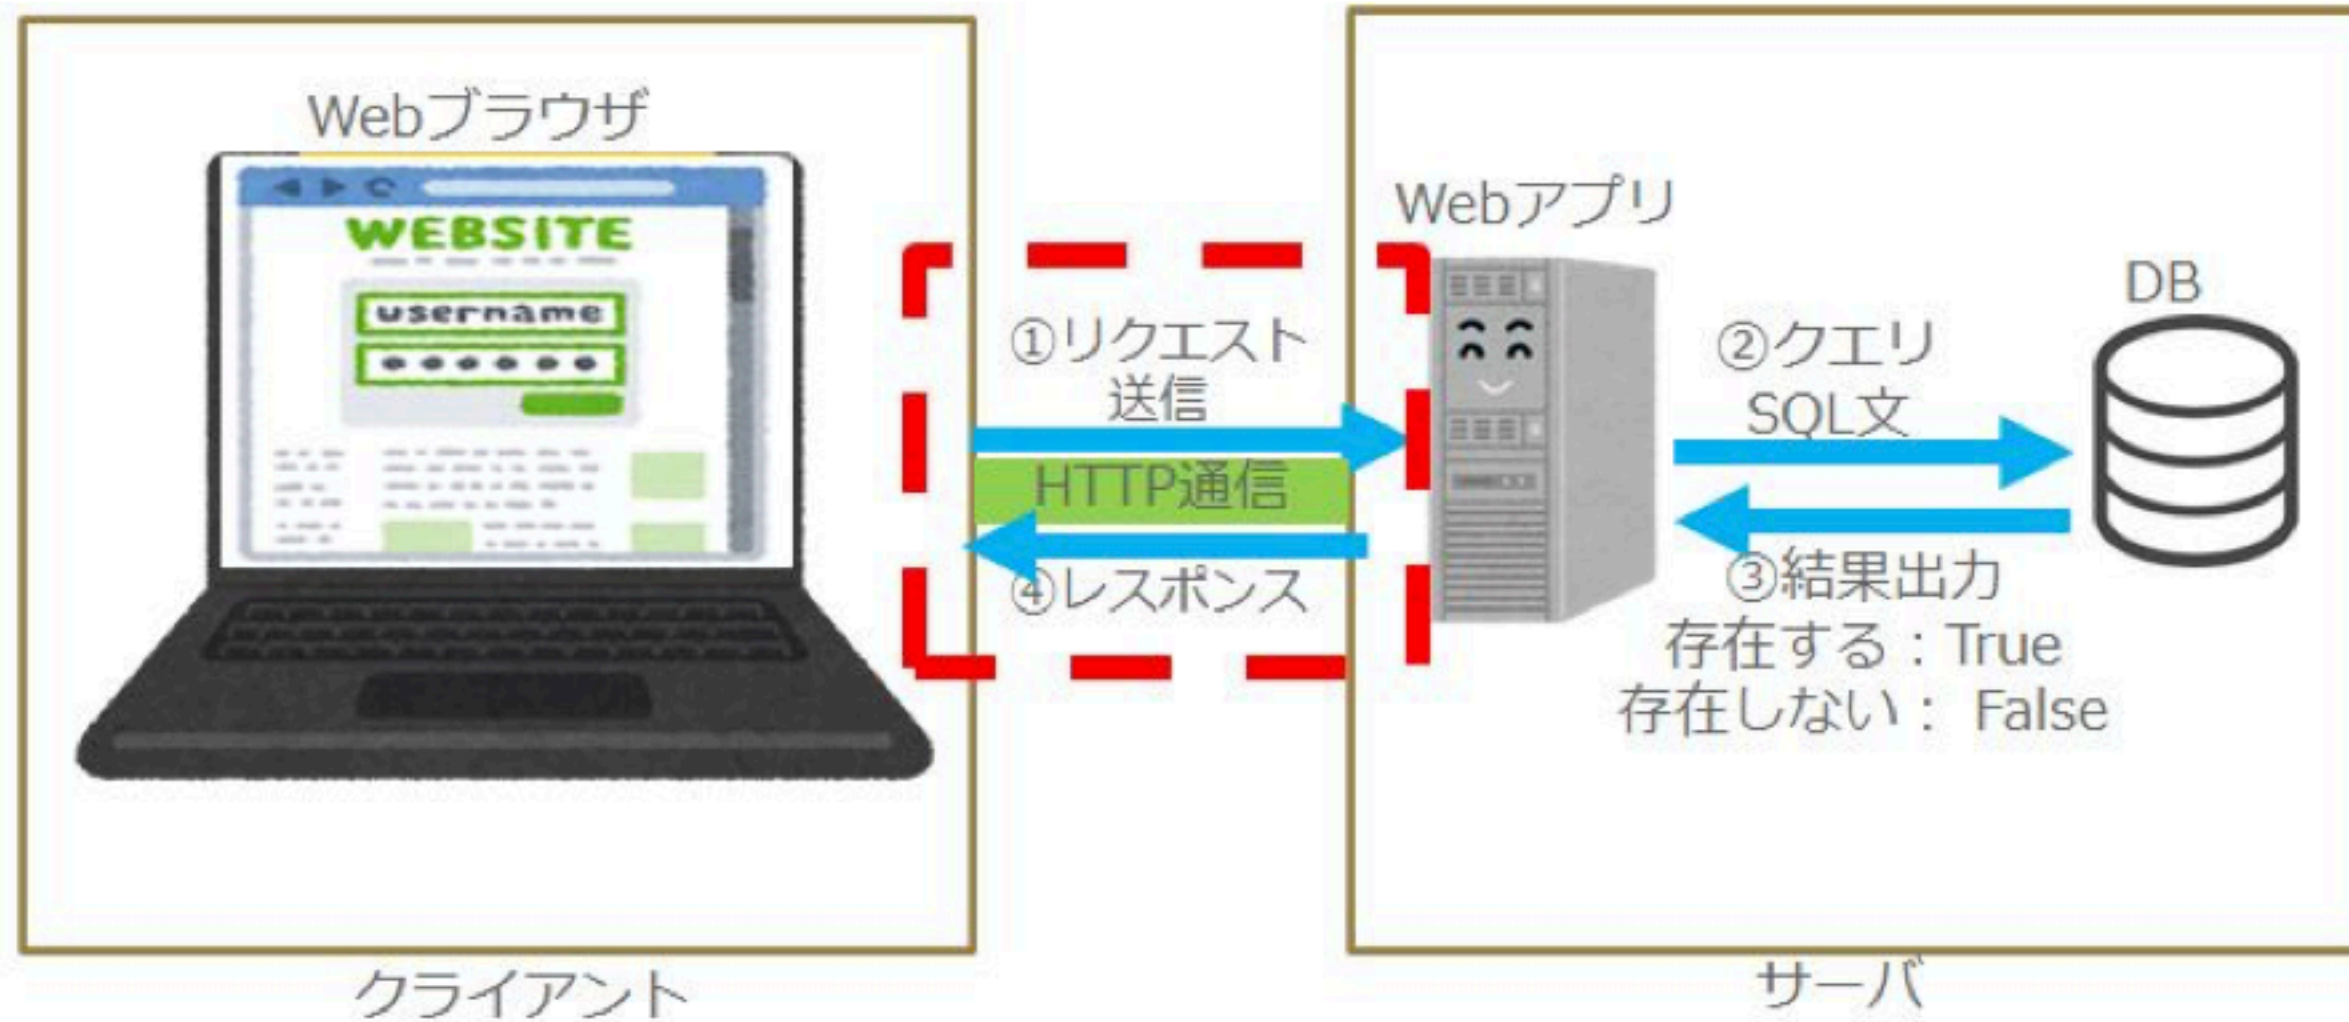 Webブラウザ
WEBSITE
username
①リクエスト
送信
HTTP通信
④レスポンス
Webアプリ
②クエリ
SQL文
DB
③結果出力
存在する：True
存在しない： False
クライアント
サーバ